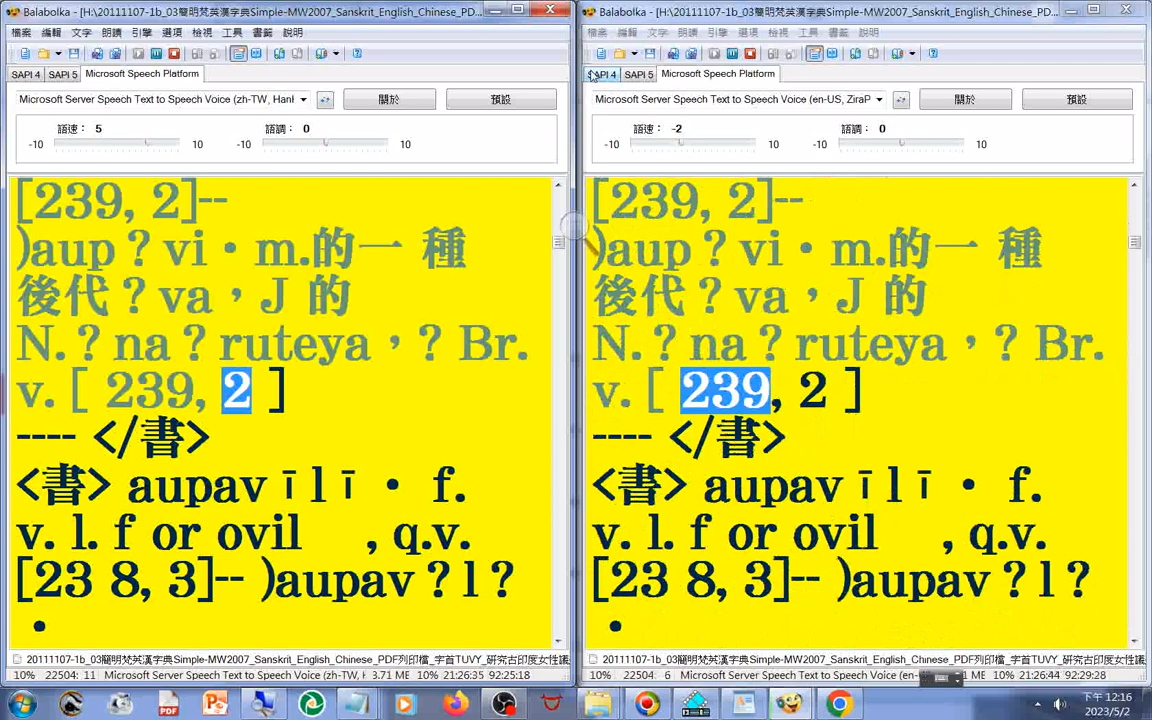 Balabolka - [H:\20111107-1b_03簡明梵英漢字典Simple-MW2007_Sanskrit_English_Chinese_PD...
檔案 編輯 文字 朗讀 引擎 選項 檢視 工具 書籤 說明
SAPI 4 SAPI 5 Microsoft Speech Platform
Microsoft Server Speech Text to Speech Voice (zh-TW, Hanl
關於 預設
語速： 5 語調： 0
-10 10 -10 10
[239, 2]--
)aup？vi‧m.的一 種
後代？va，J 的
N.？na？ruteya，？Br.
v. [ 239, 2 ]
---- </書>
<書> aupavīlī‧ f.
v. l. f or ovil , q.v.
[23 8, 3]-- )aupav？l？
‧
20111107-1b_03簡明梵英漢字典Simple-MW2007_Sanskrit_English_Chinese_PDF列印檔_字首TUVY_研究古印度女性議
10% 22504: 11 Microsoft Server Speech Text to Speech Voice (zh-TW, H 3.71 ME 10% 21:26:35 92:25:18
Balabolka - [H:\20111107-1b_03簡明梵英漢字典Simple-MW2007_Sanskrit_English_Chinese_PD...
檔案 編輯 文字 朗讀 引擎 選項 檢視 工具 書籤 說明
SAPI 4 SAPI 5 Microsoft Speech Platform
Microsoft Server Speech Text to Speech Voice (en-US, ZiraP
關於 預設
語速： -2 語調： 0
-10 10 -10 10
[239, 2]--
)aup？vi‧m.的一 種
後代？va，J 的
N.？na？ruteya，？Br.
v. [ 239, 2 ]
---- </書>
<書> aupavīlī‧ f.
v. l. f or ovil , q.v.
[23 8, 3]-- )aupav？l？
‧
20111107-1b_03簡明梵英漢字典Simple-MW2007_Sanskrit_English_Chinese_PDF列印檔_字首TUVY_研究古印度女性議
10% 22504: 6 Microsoft Server Speech Text to Speech Voice (en- ME 10% 21:26:44 92:29:28
下午 12:16
2023/5/2